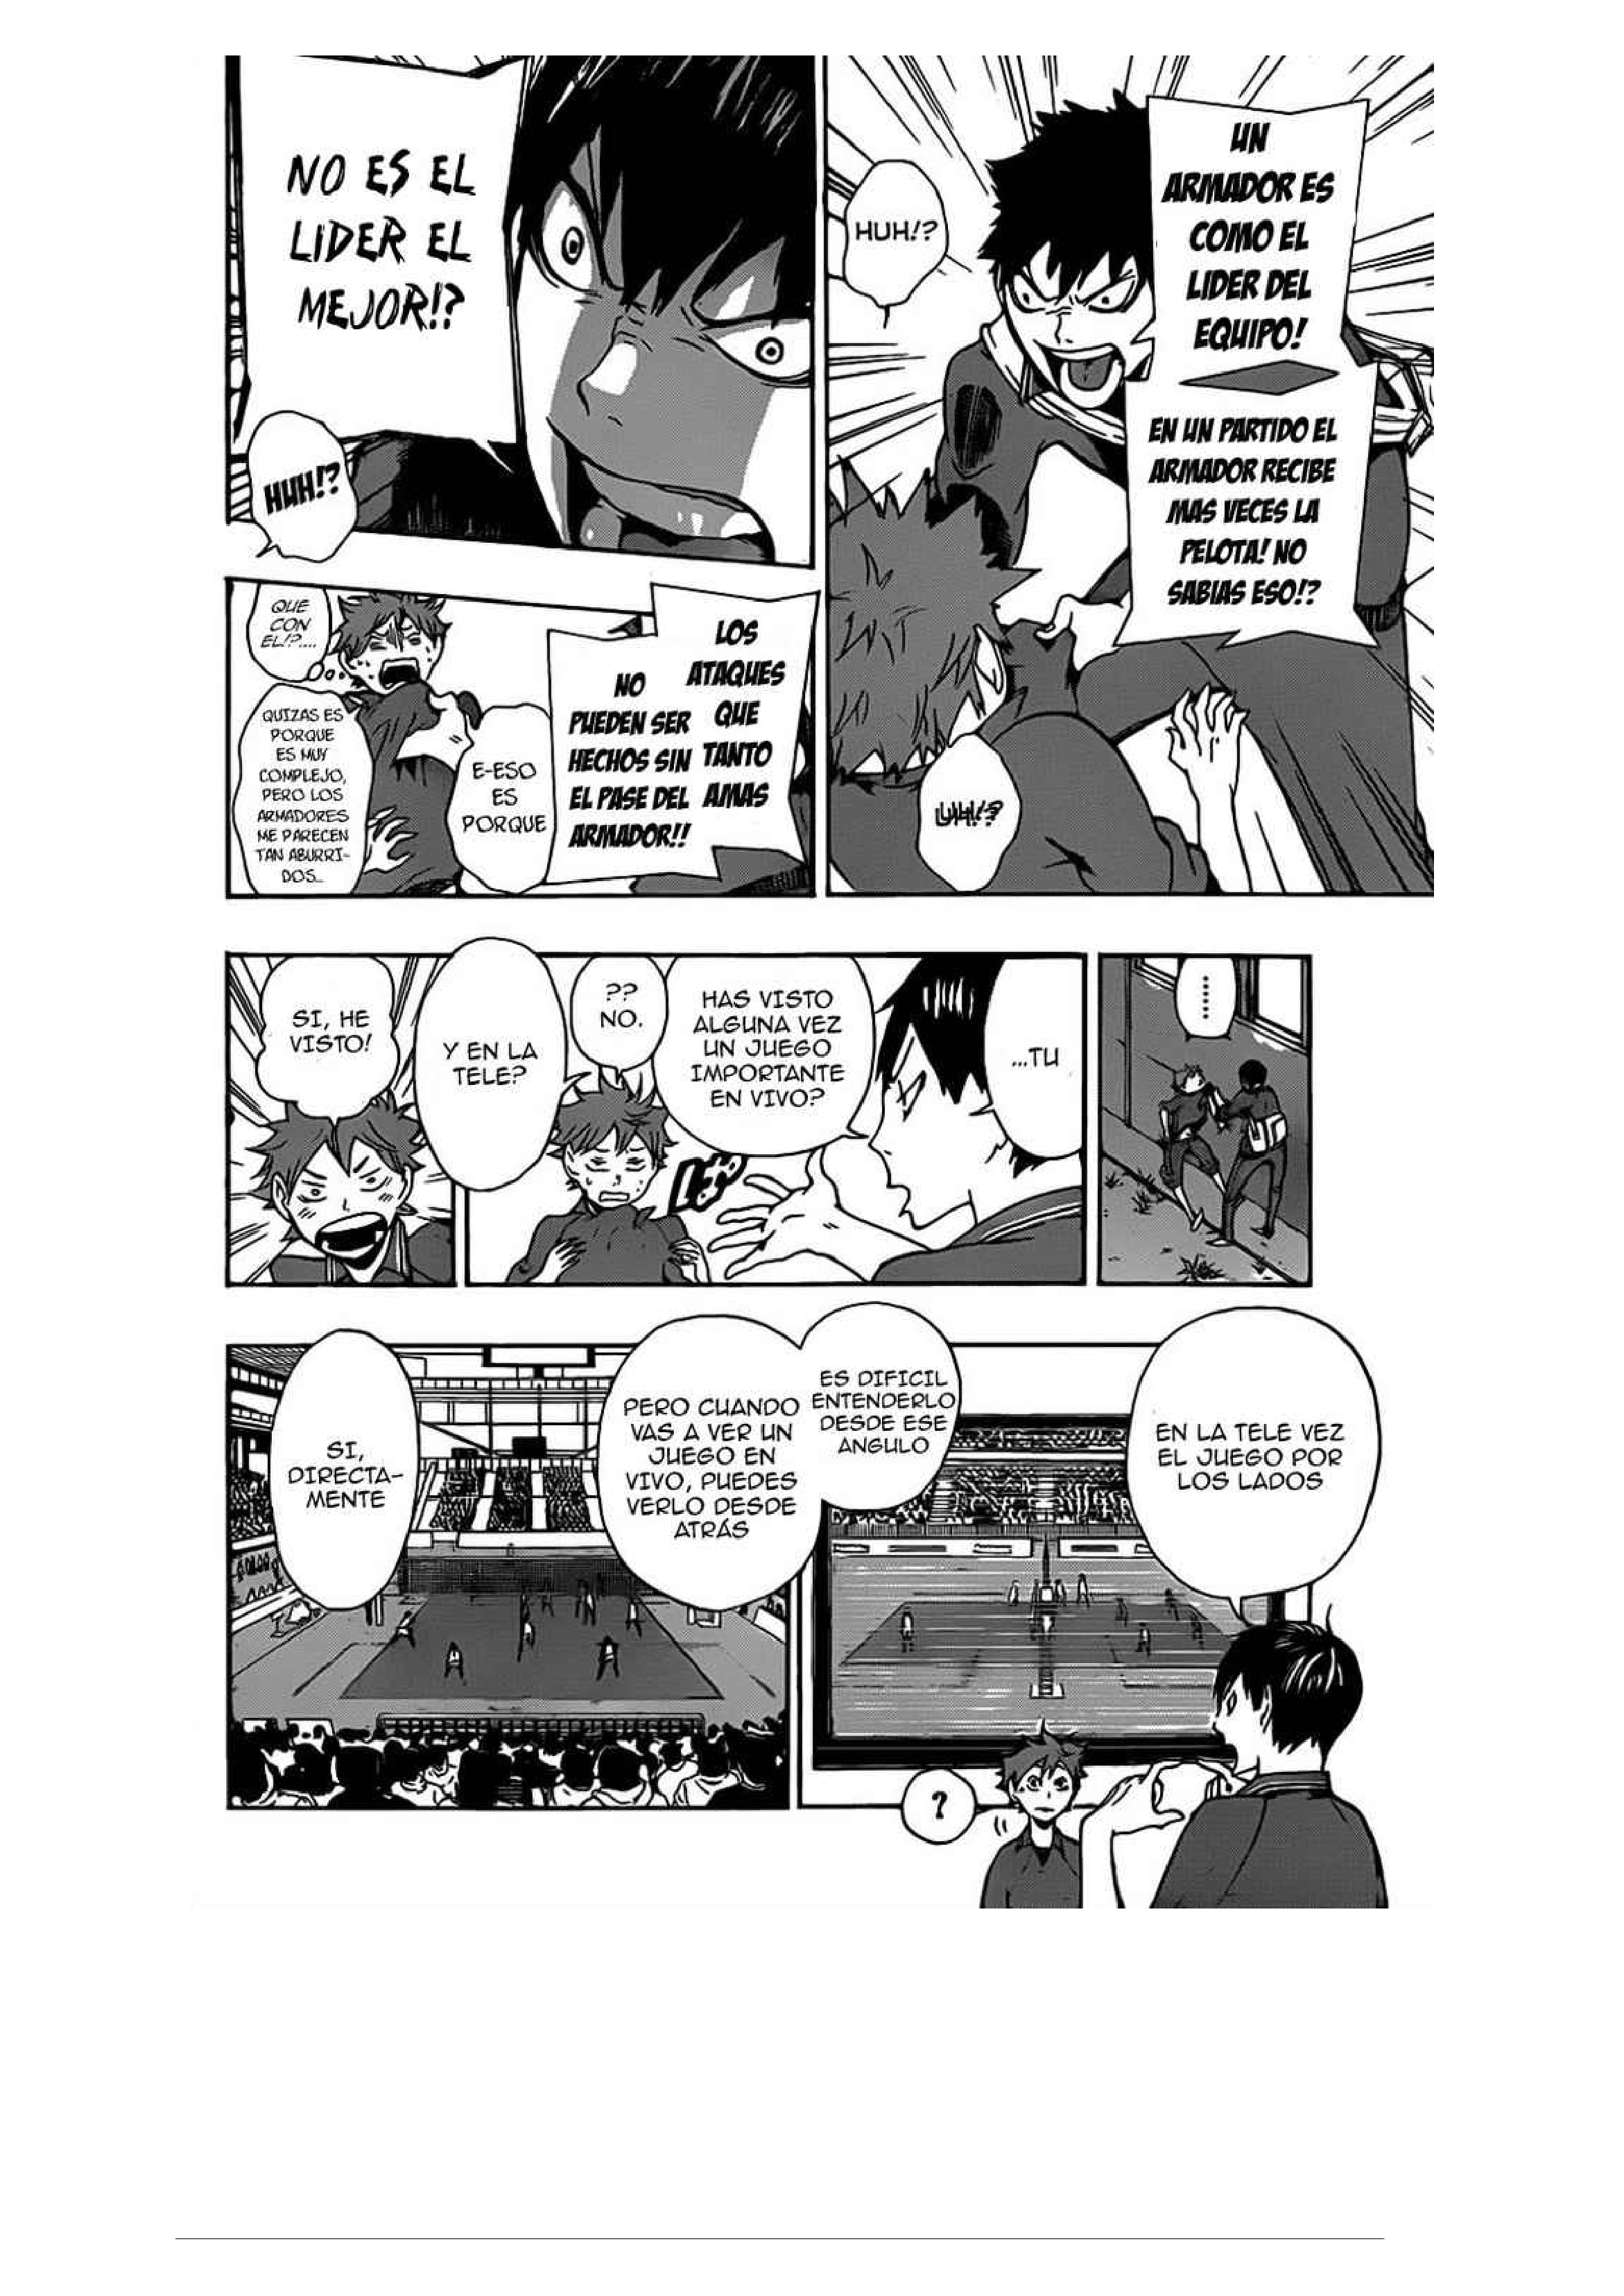 UN
ARMADOR ES
COMO EL
LIDER DEL
EQUIPO!
EN UN PARTIDO EL
ARMADOR RECIBE
MAS VECES LA
PELOTA! NO
SABIAS ESO!?
HUH!?
HUH!?
NO ES EL
LIDER EL
MEJOR!?
HUH!?
LOS
ATAQUES
QUE
TANTO
AMAS
NO
PUEDEN SER
HECHOS SIN
EL PASE DEL
ARMADOR!!
E-ESO
ES
PORQUE
QUE
CON
EL!?....
QUIZAS ES
PORQUE
ES MUY
COMPLEJO,
PERO LOS
ARMADORES
ME PARECEN
TAN ABURRI-
DOS...
......
...TU
HAS VISTO
ALGUNA VEZ
UN JUEGO
IMPORTANTE
EN VIVO?
??
NO.
Y EN LA
TELE?
SI, HE
VISTO!
EN LA TELE VEZ
EL JUEGO POR
LOS LADOS
ES DIFICIL
ENTENDERLO
DESDE ESE
ANGULO
PERO CUANDO
VAS A VER UN
JUEGO EN
VIVO, PUEDES
VERLO DESDE
ATRÁS
SI,
DIRECTA-
MENTE
?